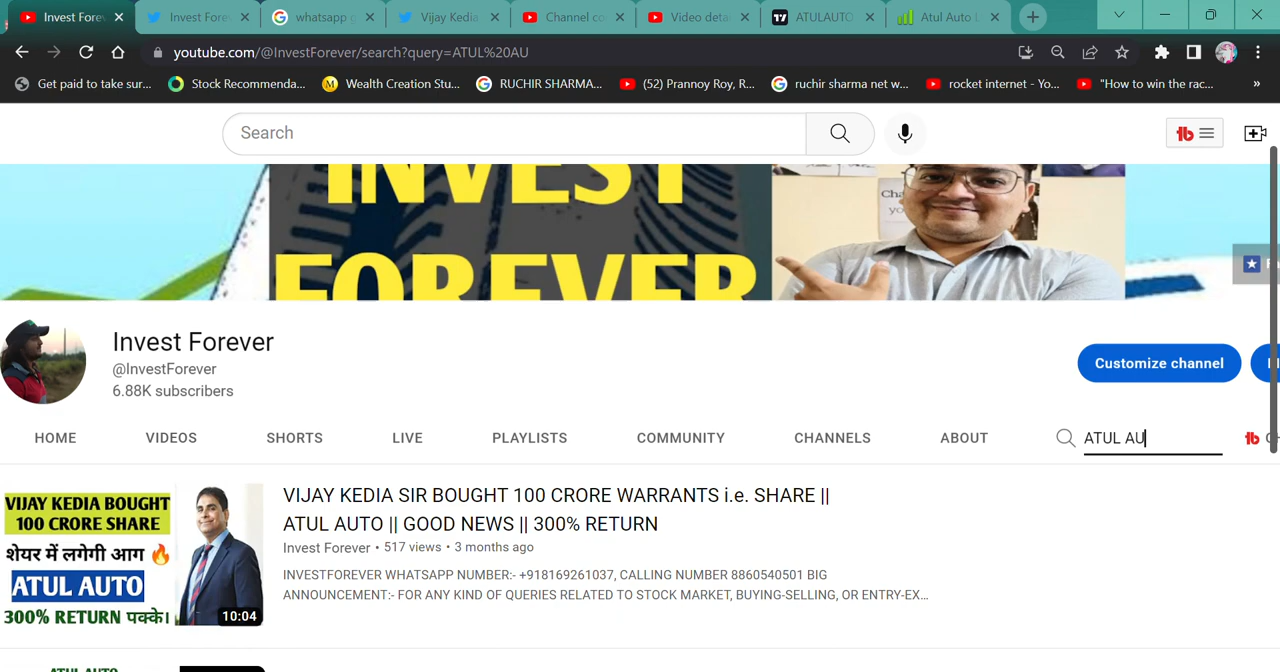 Invest Forev
Invest Forev
whatsapp g
Vijay Kedia
Channel co
Video deta
ATULAUTO
Atul Auto L
youtube.com/@InvestForever/search?query=ATUL%20AU
Get paid to take sur...
Stock Recommenda...
Wealth Creation Stu...
RUCHIR SHARMA...
(52) Prannoy Roy, R...
ruchir sharma net w...
rocket internet - Yo...
"How to win the rac...
»
Search
INVEST
FOREVER
Invest Forever
@InvestForever
6.88K subscribers
Customize channel
HOME
VIDEOS
SHORTS
LIVE
PLAYLISTS
COMMUNITY
CHANNELS
ABOUT
ATUL AU
VIJAY KEDIA BOUGHT
100 CRORE SHARE
शेयर में लगेगी आग 🔥
ATUL AUTO
300% RETURN पक्के।
10:04
VIJAY KEDIA SIR BOUGHT 100 CRORE WARRANTS i.e. SHARE ||
ATUL AUTO || GOOD NEWS || 300% RETURN
Invest Forever • 517 views • 3 months ago
INVESTFOREVER WHATSAPP NUMBER:- +918169261037, CALLING NUMBER 8860540501 BIG
ANNOUNCEMENT:- FOR ANY KIND OF QUERIES RELATED TO STOCK MARKET, BUYING-SELLING, OR ENTRY-EX...
ATUL AUTO